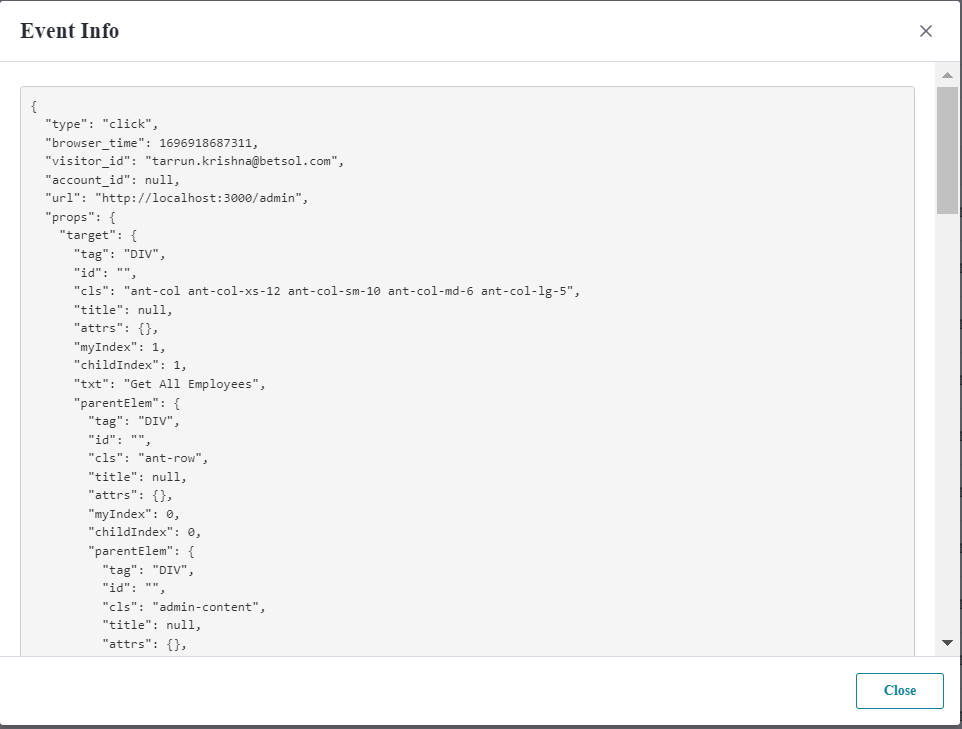 Event Info
{
"type": "click",
"browser_time": 1696918687311,
"visitor_id": "tarrun.krishna@betsol.com",
"account_id": null,
"url": "http://localhost:3000/admin",
"props": {
"target": {
"tag": "DIV",
"id": "",
"cls": "ant-col ant-col-xs-12 ant-col-sm-10 ant-col-md-6 ant-col-lg-5",
"title": null,
"attrs": {},
"myIndex": 1,
"childIndex": 1,
"txt": "Get All Employees",
"parentElem": {
"tag": "DIV",
"id": "",
"cls": "ant-row",
"title": null,
"attrs": {},
"myIndex": 0,
"childIndex": 0,
"parentElem": {
"tag": "DIV",
"id": "",
"cls": "admin-content",
"title": null,
"attrs": {},
Close